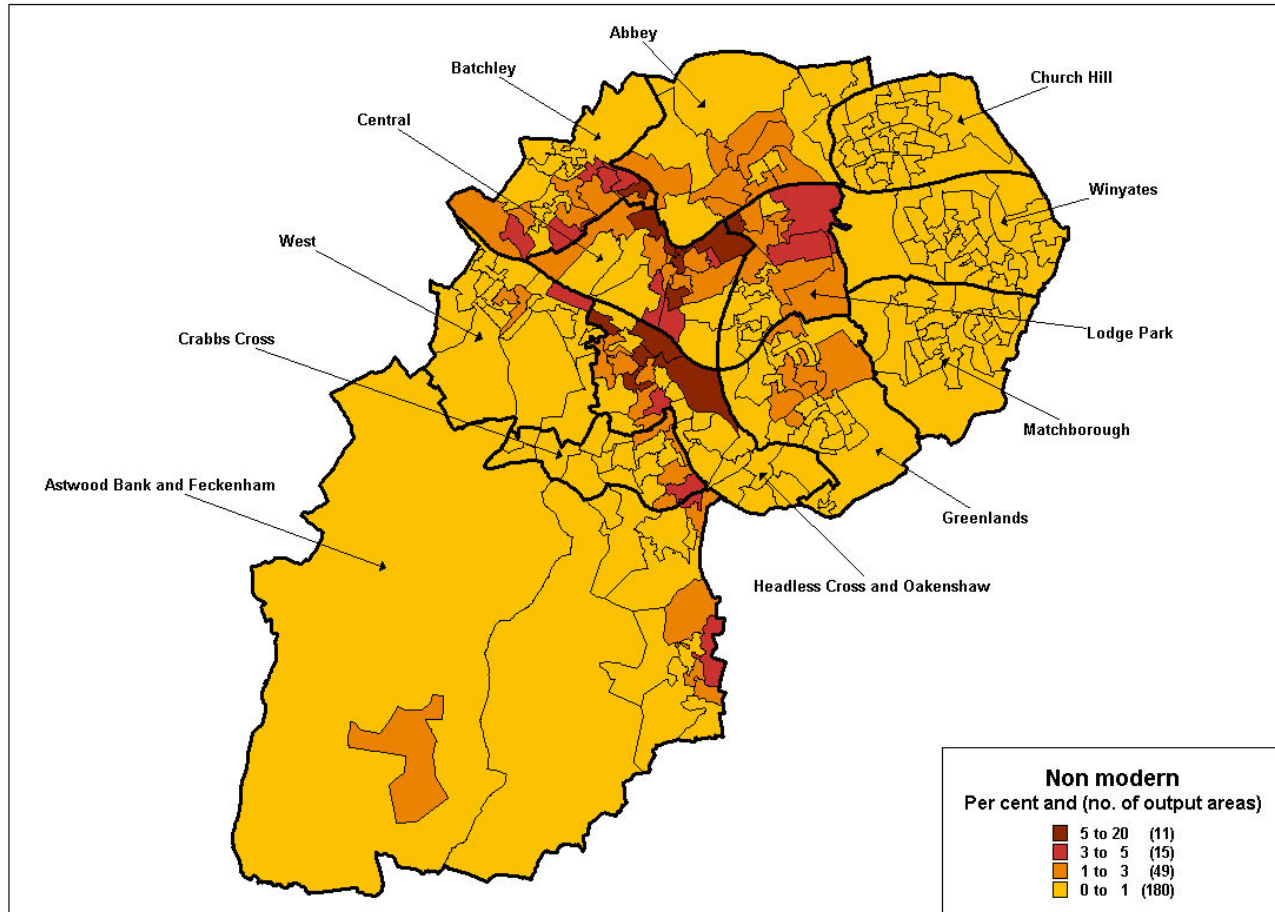 Abbey
Batchley
Church Hill
Central
Winyates
West
Lodge Park
Crabbs Cross
Matchborough
Astwood Bank and Feckenham
Greenlands
Headless Cross and Oakenshaw
Non modern
Per cent and (no. of output areas)
5 to 20 (11)
3 to 5 (15)
1 to 3 (49)
0 to 1 (180)